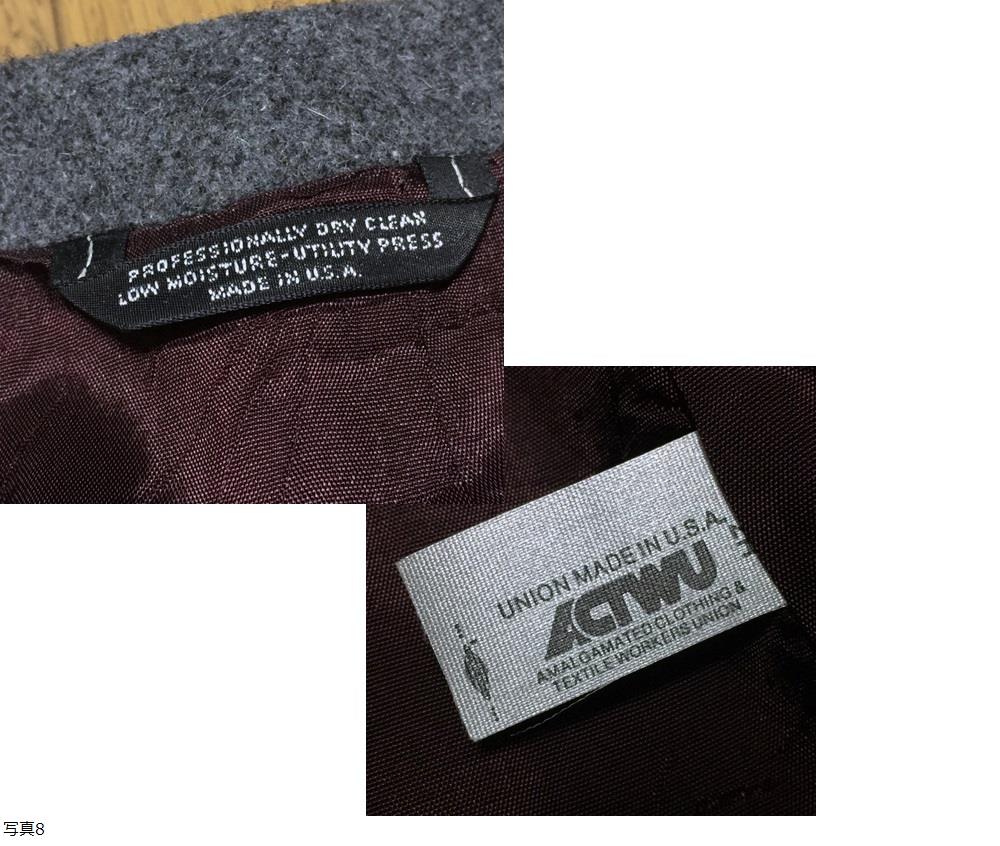 PROFESSIONALLY DRY CLEAN
LOW MOISTURE-UTILITY PRESS
MADE IN U.S.A.
UNION MADE IN U.S.A.
ACTWU
AMALGAMATED CLOTHING &
TEXTILE WORKERS UNION
写真8